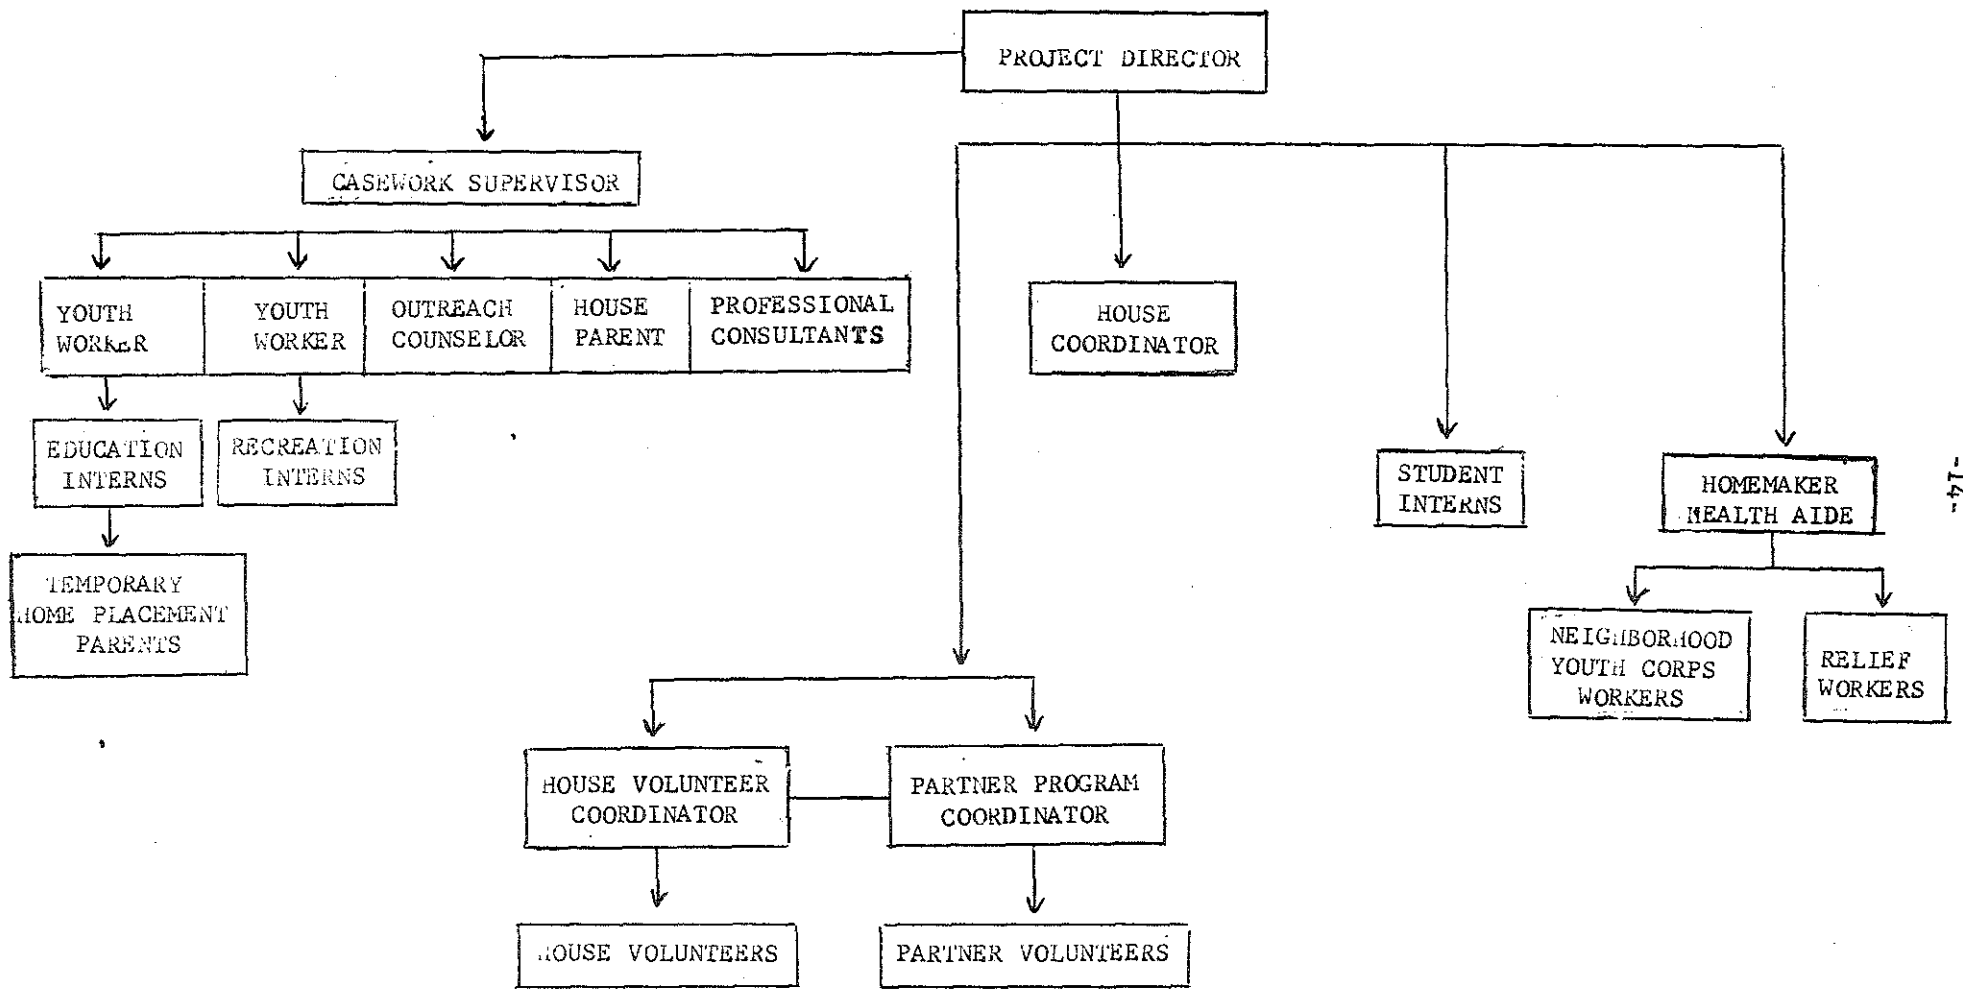 PROJECT DIRECTOR
CASEWORK SUPERVISOR
YOUTH
WORKER
YOUTH
WORKER
OUTREACH
COUNSELOR
HOUSE
PARENT
PROFESSIONAL
CONSULTANTS
HOUSE
COORDINATOR
EDUCATION
INTERNS
RECREATION
INTERNS
STUDENT
INTERNS
HOMEMAKER
HEALTH AIDE
-14-
TEMPORARY
HOME PLACEMENT
PARENTS
NEIGHBORHOOD
YOUTH CORPS
WORKERS
RELIEF
WORKERS
HOUSE VOLUNTEER
COORDINATOR
PARTNER PROGRAM
COORDINATOR
HOUSE VOLUNTEERS
PARTNER VOLUNTEERS